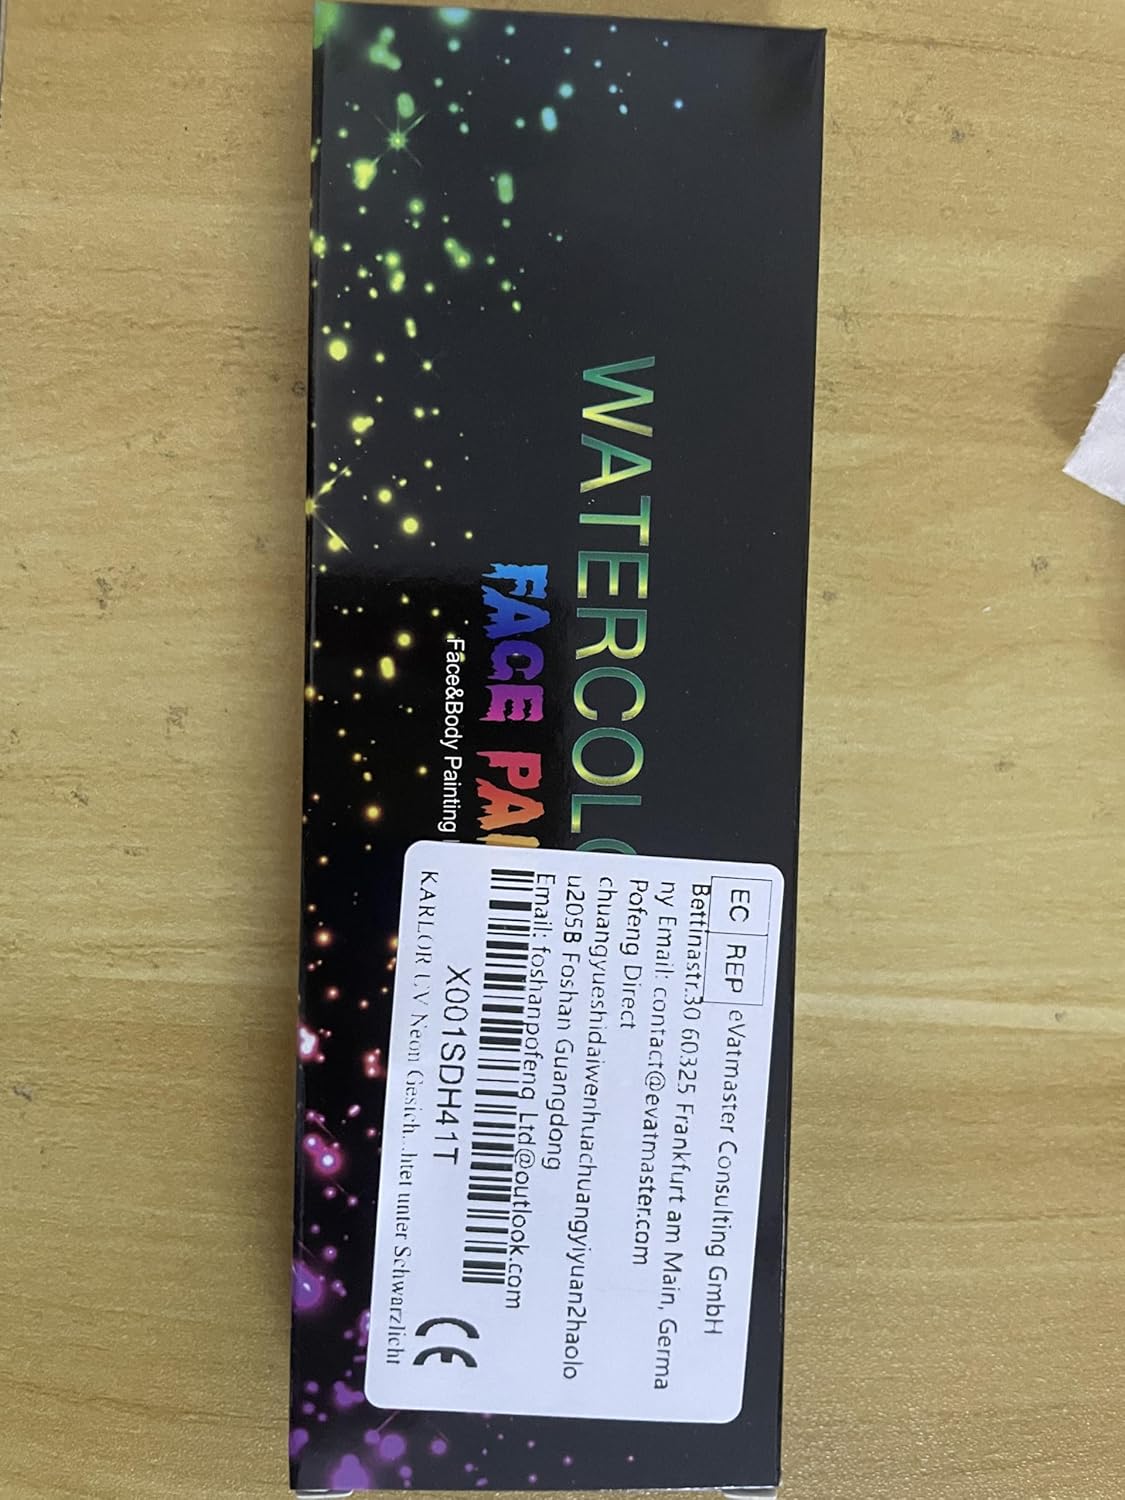 WATERCOLO
FACE PAI
Face&Body Painting
EC REP eVatmaster Consulting GmbH
Bettinastr.30 60325 Frankfurt am Main, Germa
ny Email: contact@evatmaster.com
Pofeng Direct
chuangyueshidaiwenhuachuangyiyuan2haolo
u205B Foshan Guangdong
Email: foshanpofeng Ltd@outlook.com
X001SDH41T
CE
KARLOR UV Neon Gesich...htet unter Schwarzlicht